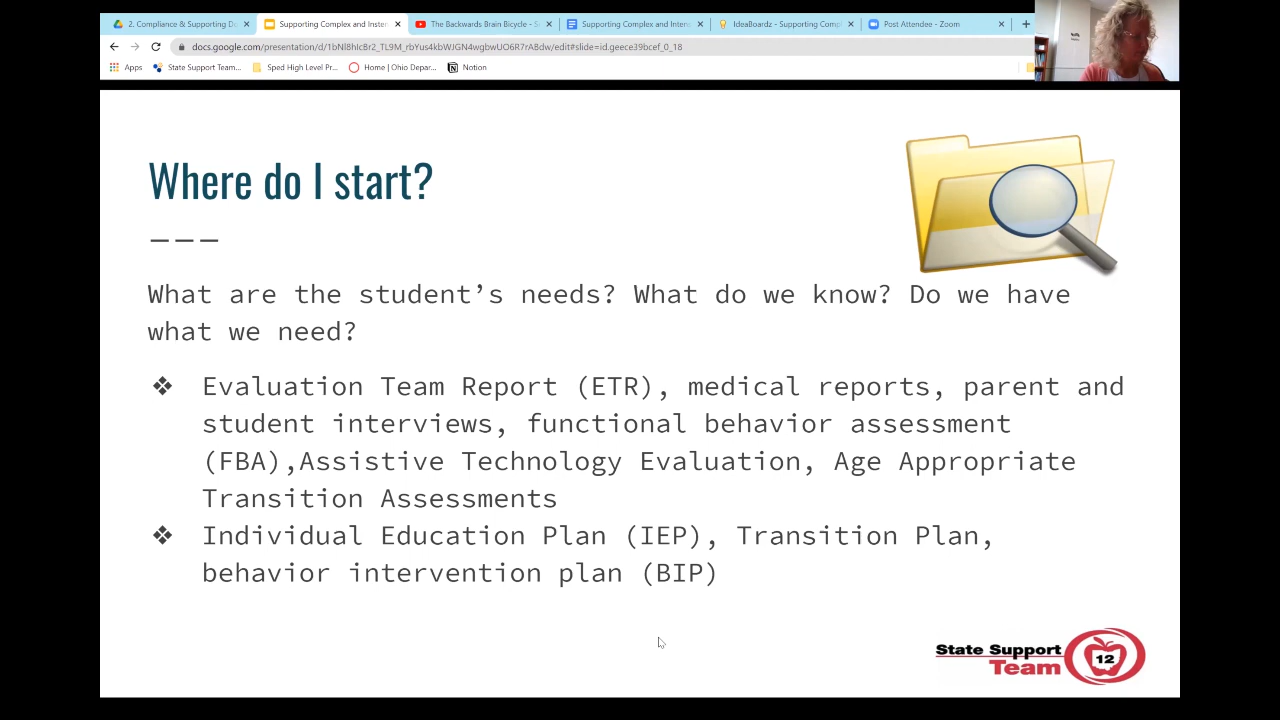 2. Compliance & Supporting D
Supporting Complex and Inster
The Backwards Brain Bicycle - S
Supporting Complex and Intens
IdeaBoardz - Supporting Comp
Post Attendee - Zoom
docs.google.com/presentation/d/1bNl8hIcBr2_TL9M_rbYus4kbWJGN4wgbwUO6R7rABdw/edit#slide=id.geece39bcef_0_18
Apps
State Support Team...
Sped High Level Pr...
Home | Ohio Depar...
Notion
Where do I start?
———
What are the student’s needs? What do we know? Do we have
what we need?
❖ Evaluation Team Report (ETR), medical reports, parent and
student interviews, functional behavior assessment
(FBA),Assistive Technology Evaluation, Age Appropriate
Transition Assessments
❖ Individual Education Plan (IEP), Transition Plan,
behavior intervention plan (BIP)
State Support
Team
12